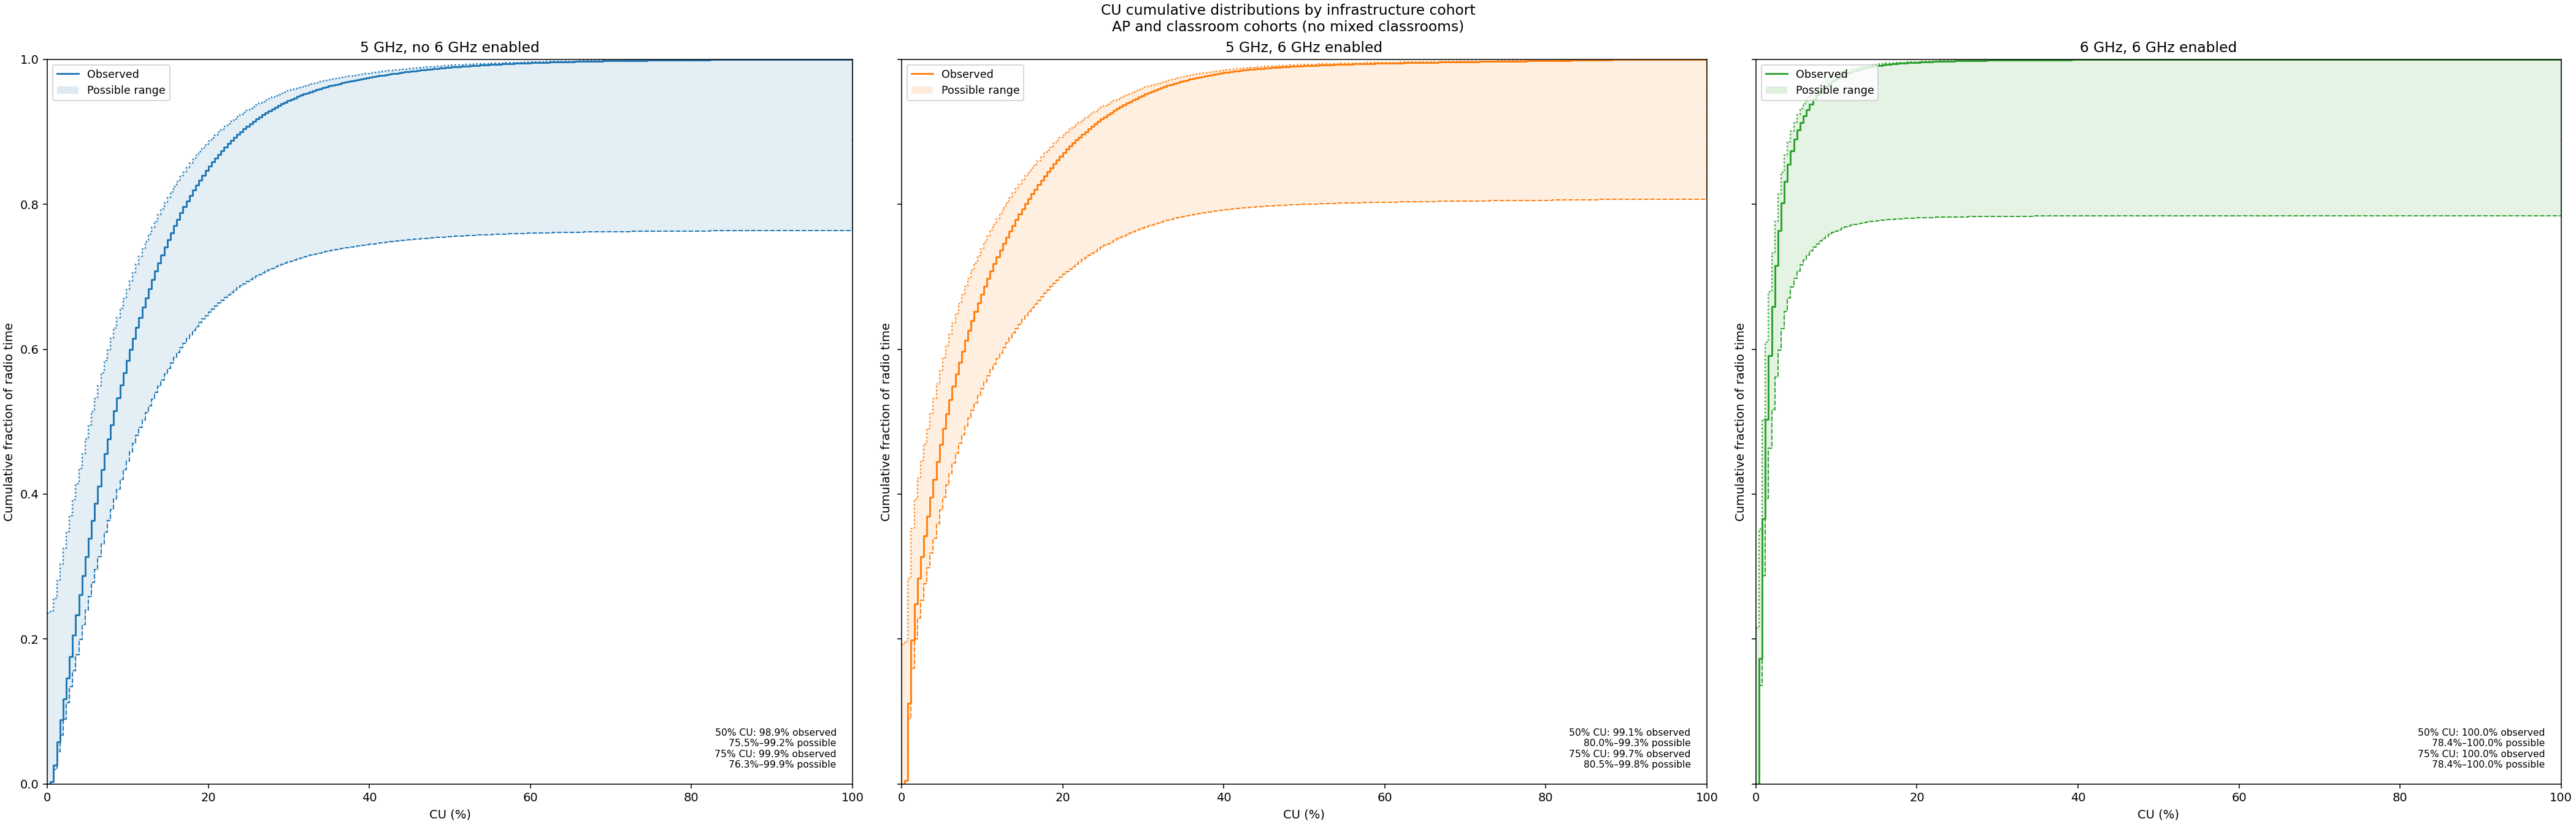 CU cumulative distributions by infrastructure cohort
AP and classroom cohorts (no mixed classrooms)
5 GHz, no 6 GHz enabled
Observed
Possible range
1.0
0.8
0.6
0.4
0.2
0.0
Cumulative fraction of radio time
50% CU: 98.9% observed
75.5%–99.2% possible
75% CU: 99.9% observed
76.3%–99.9% possible
0 20 40 60 80 100
CU (%)
5 GHz, 6 GHz enabled
Observed
Possible range
Cumulative fraction of radio time
50% CU: 99.1% observed
80.0%–99.3% possible
75% CU: 99.7% observed
80.5%–99.8% possible
0 20 40 60 80 100
CU (%)
6 GHz, 6 GHz enabled
Observed
Possible range
Cumulative fraction of radio time
50% CU: 100.0% observed
78.4%–100.0% possible
75% CU: 100.0% observed
78.4%–100.0% possible
0 20 40 60 80 100
CU (%)